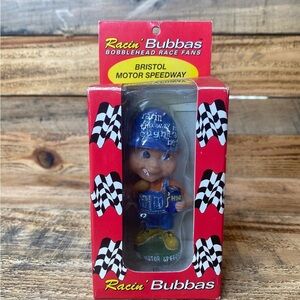 Racin' Bubbas
BOBBLEHEAD RACE FANS
BRISTOL
MOTOR SPEEDWAY
Racin' Bubbas